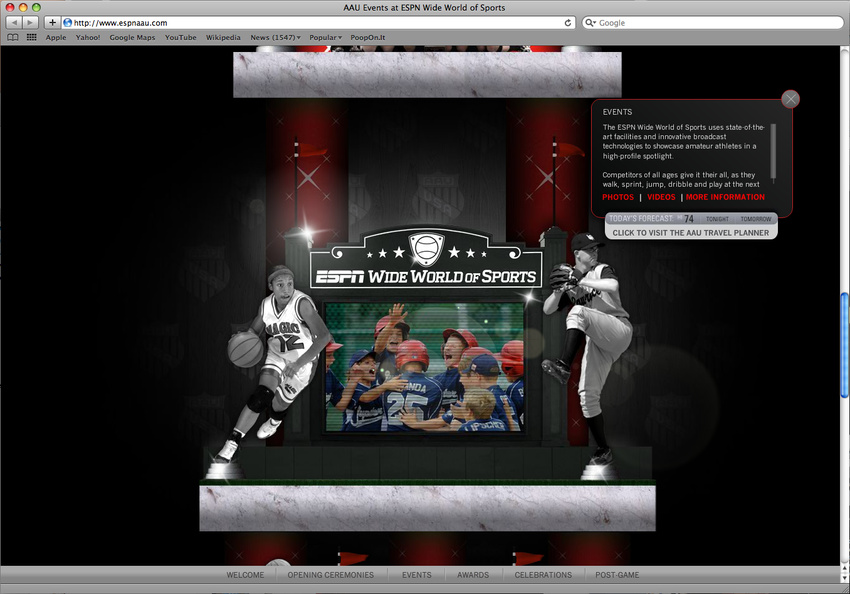 AAU Events at ESPN Wide World of Sports
http://www.espnaau.com
Google
Apple Yahoo! Google Maps YouTube Wikipedia News (1547) Popular PoopOn.It
EVENTS
The ESPN Wide World of Sports uses state-of-the-
art facilities and innovative broadcast
technologies to showcase amateur athletes in a
high-profile spotlight.
Competitors of all ages give it their all, as they
walk, sprint, jump, dribble and play at the next
PHOTOS | VIDEOS | MORE INFORMATION
TODAY'S FORECAST: 74 TONIGHT TOMORROW
CLICK TO VISIT THE AAU TRAVEL PLANNER
ESPN WIDE WORLD OF SPORTS
MAGIC
12
25
WELCOME OPENING CEREMONIES EVENTS AWARDS CELEBRATIONS POST-GAME